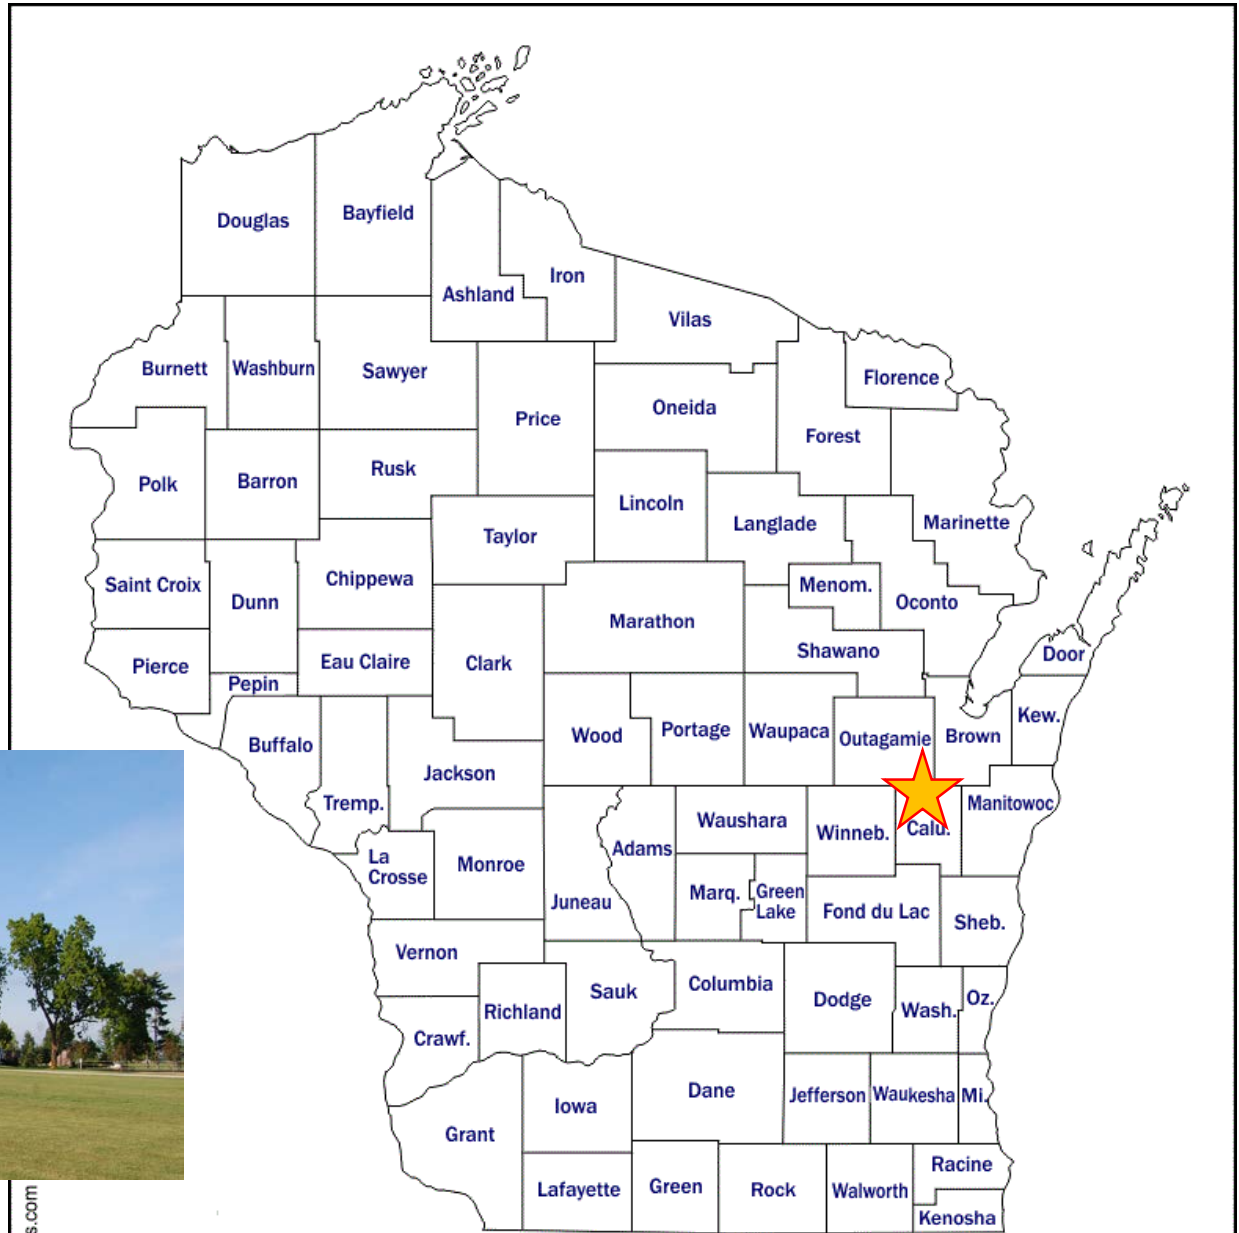 Douglas
Bayfield
Ashland
Iron
Vilas
Burnett
Washburn
Sawyer
Price
Oneida
Florence
Forest
Polk
Barron
Rusk
Lincoln
Langlade
Marinette
Taylor
Saint Croix
Dunn
Chippewa
Menom.
Oconto
Marathon
Pierce
Eau Claire
Clark
Shawano
Door
Pepin
Buffalo
Wood
Portage
Waupaca
Outagamie
Brown
Kew.
Jackson
Tremp.
Manitowoc
Waushara
Winneb.
Calu.
Adams
La
Crosse
Monroe
Juneau
Marq.
Green
Lake
Fond du Lac
Sheb.
Vernon
Sauk
Columbia
Dodge
Wash.
Oz.
Richland
Crawf.
Dane
Jefferson
Waukesha
Mi.
Iowa
Grant
Racine
Lafayette
Green
Rock
Walworth
Kenosha
s.com